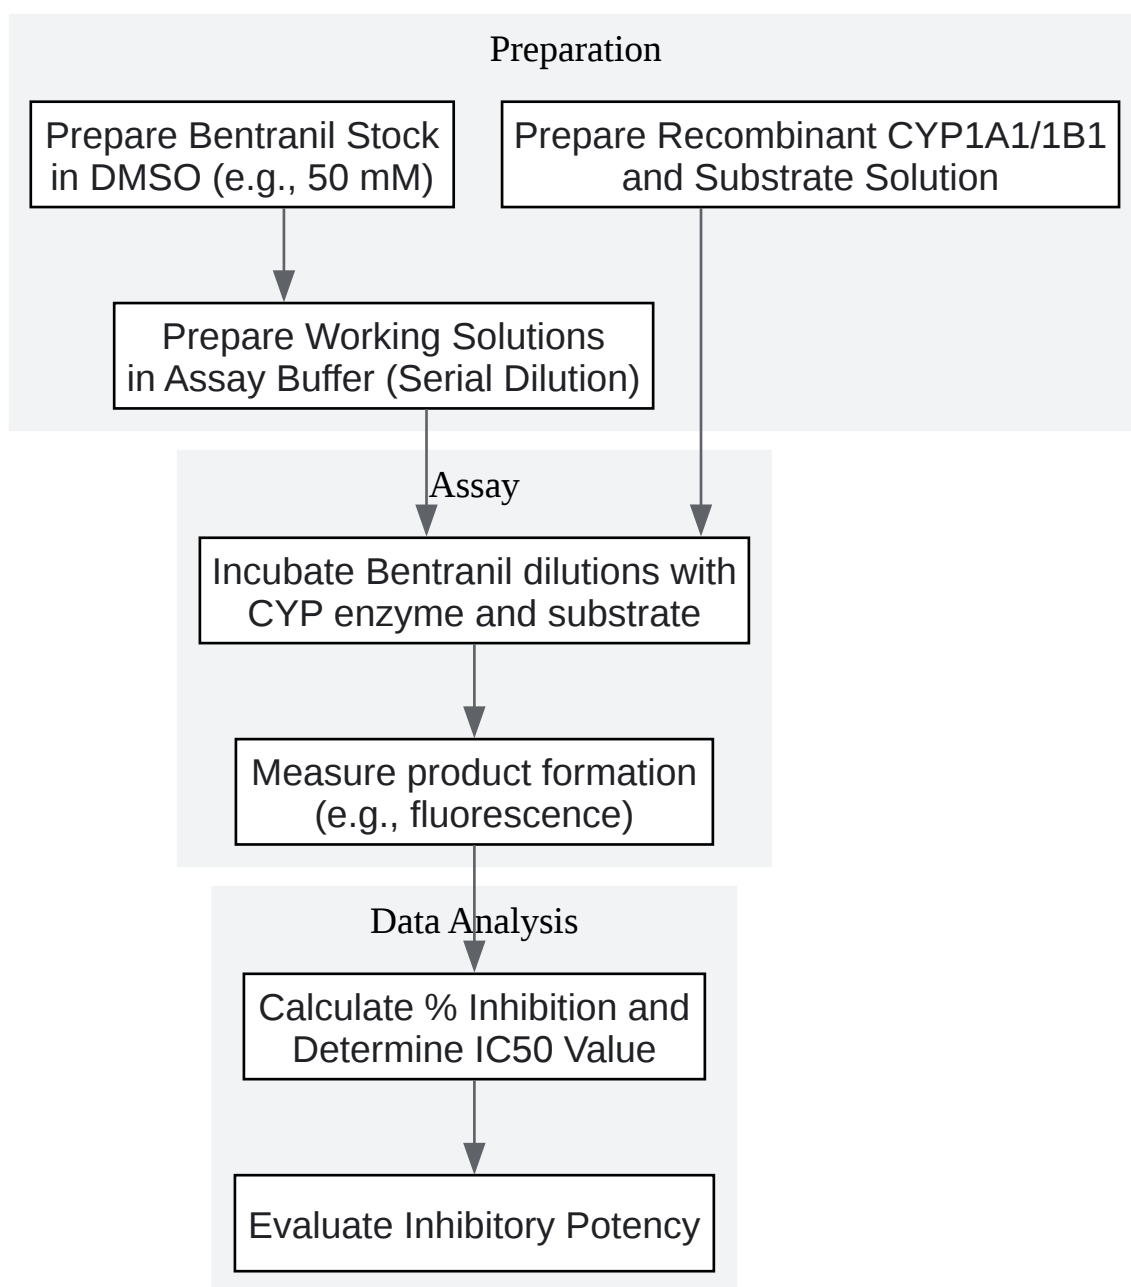 Preparation
Prepare Bentranil Stock
in DMSO (e.g., 50 mM)
Prepare Recombinant CYP1A1/1B1
and Substrate Solution
Prepare Working Solutions
in Assay Buffer (Serial Dilution)
Assay
Incubate Bentranil dilutions with
CYP enzyme and substrate
Measure product formation
(e.g., fluorescence)
Data Analysis
Calculate % Inhibition and
Determine IC50 Value
Evaluate Inhibitory Potency